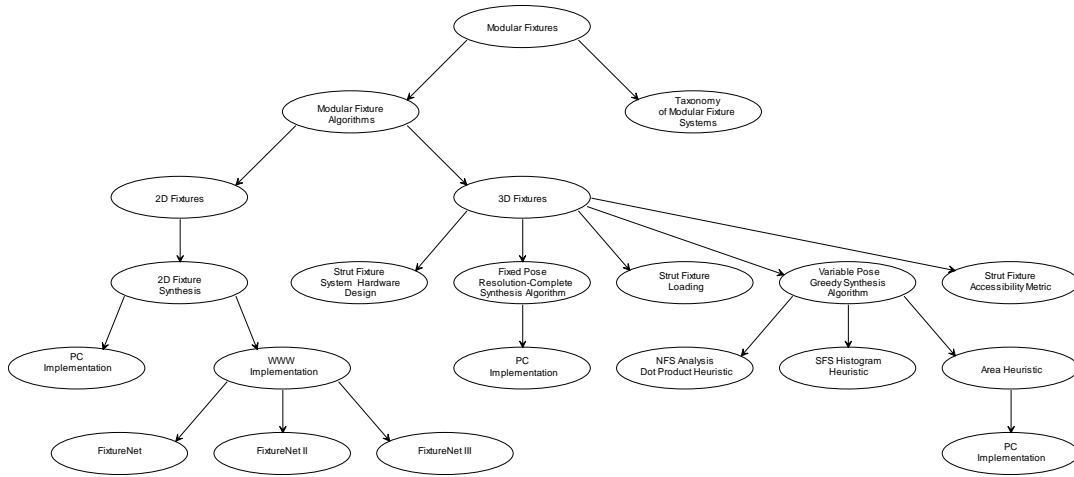 Modular Fixtures
Modular Fixture
Algorithms
Taxonomy
of Modular Fixture
Systems
2D Fixtures
3D Fixtures
2D Fixture
Synthesis
Strut Fixture
System Hardware
Design
Fixed Pose
Resolution-Complete
Synthesis Algorithm
Strut Fixture
Loading
Variable Pose
Greedy Synthesis
Algorithm
Strut Fixture
Accessibility Metric
PC
Implementation
WWW
Implementation
PC
Implementation
NFS Analysis
Dot Product Heuristic
SFS Histogram
Heuristic
Area Heuristic
FixtureNet
FixtureNet II
FixtureNet III
PC
Implementation